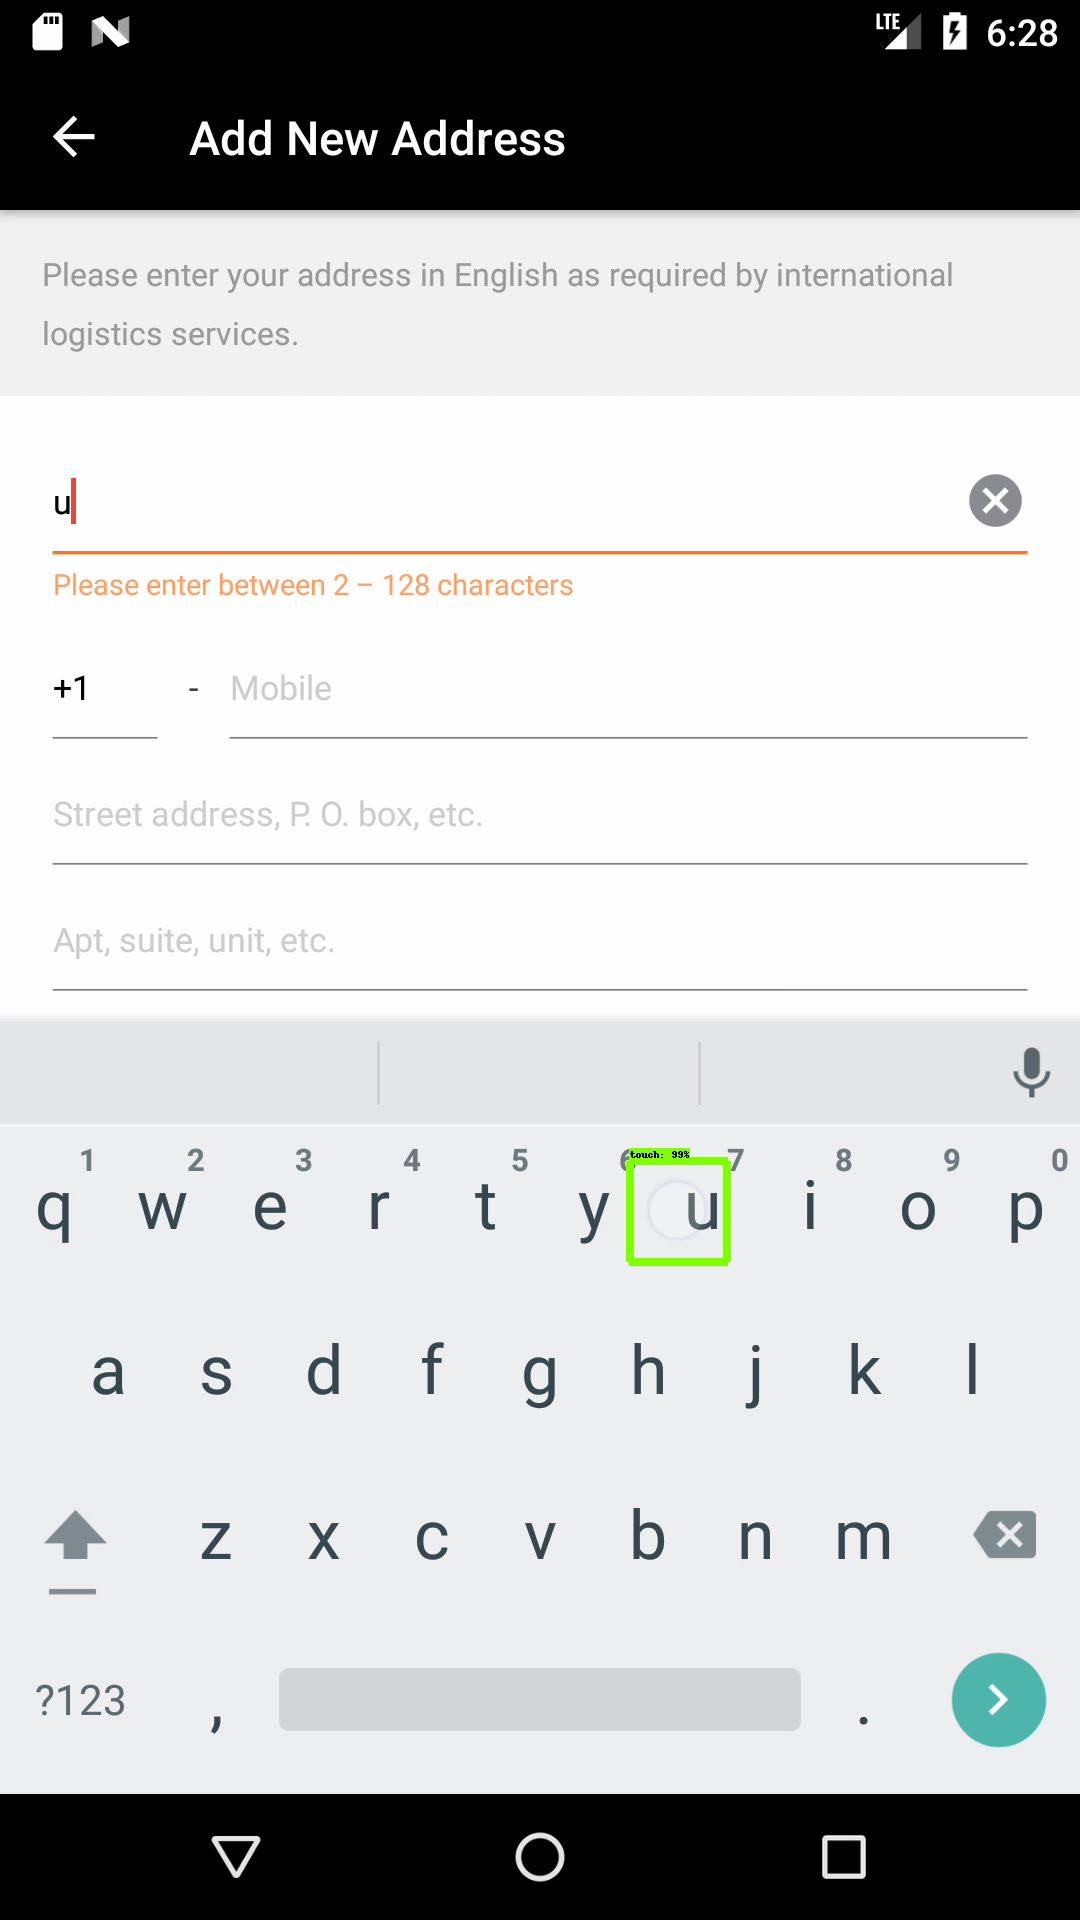 LTE 6:28
Add New Address
Please enter your address in English as required by international
logistics services.
u
Please enter between 2 – 128 characters
+1 - Mobile
Street address, P. O. box, etc.
Apt, suite, unit, etc.
touch: 99%
1 2 3 4 5 6 7 8 9 0
q w e r t y u i o p
a s d f g h j k l
z x c v b n m
?123 , .